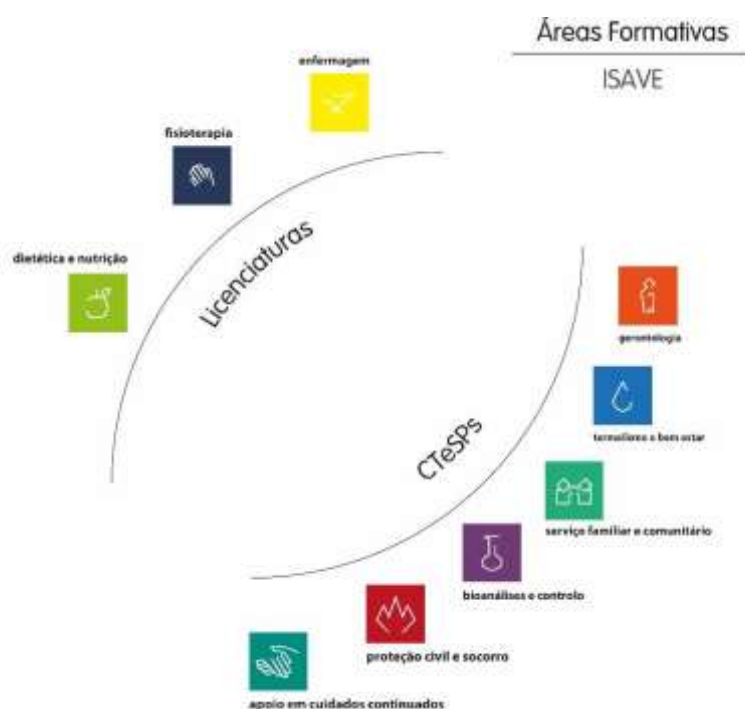 Áreas Formativas
ISAVE
enfermagem
fisioterapia
dietética e nutrição
Licenciaturas
CTeSPs
gerontologia
termalismo e bem estar
serviço familiar e comunitário
bioanálises e controlo
proteção civil e socorro
apoio em cuidados continuados